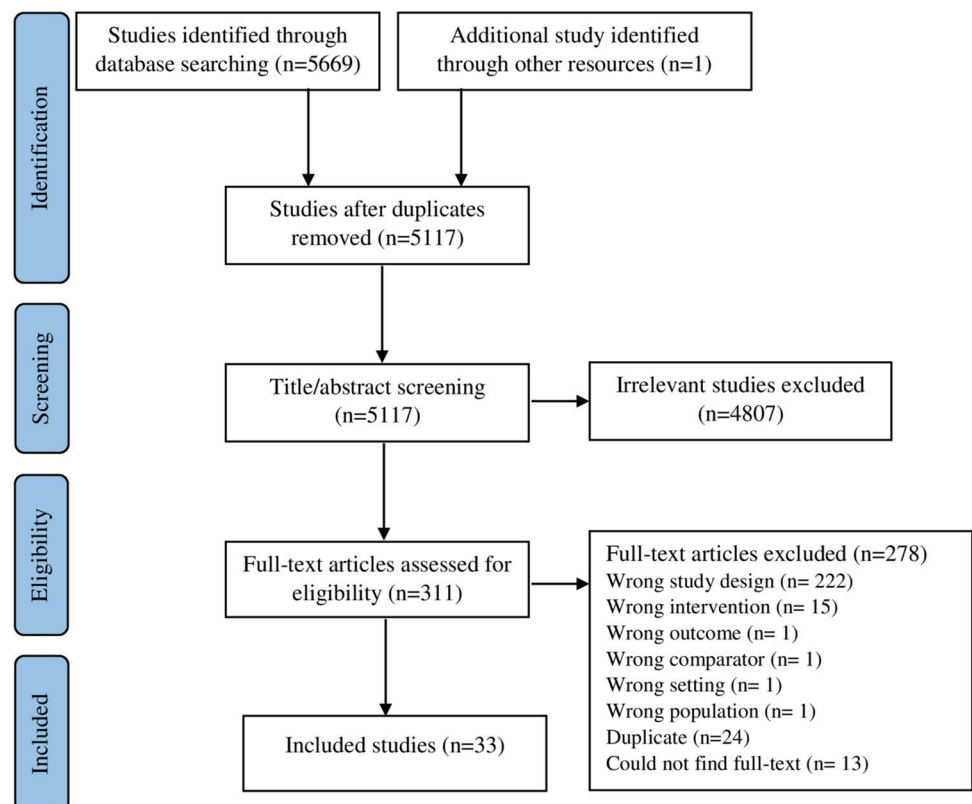 Identification
Studies identified through
database searching (n=5669)
Additional study identified
through other resources (n=1)
Studies after duplicates
removed (n=5117)
Screening
Title/abstract screening
(n=5117)
Irrelevant studies excluded
(n=4807)
Eligibility
Full-text articles assessed for
eligibility (n=311)
Full-text articles excluded (n=278)
Wrong study design (n= 222)
Wrong intervention (n= 15)
Wrong outcome (n= 1)
Wrong comparator (n= 1)
Wrong setting (n= 1)
Wrong population (n= 1)
Duplicate (n=24)
Could not find full-text (n= 13)
Included
Included studies (n=33)